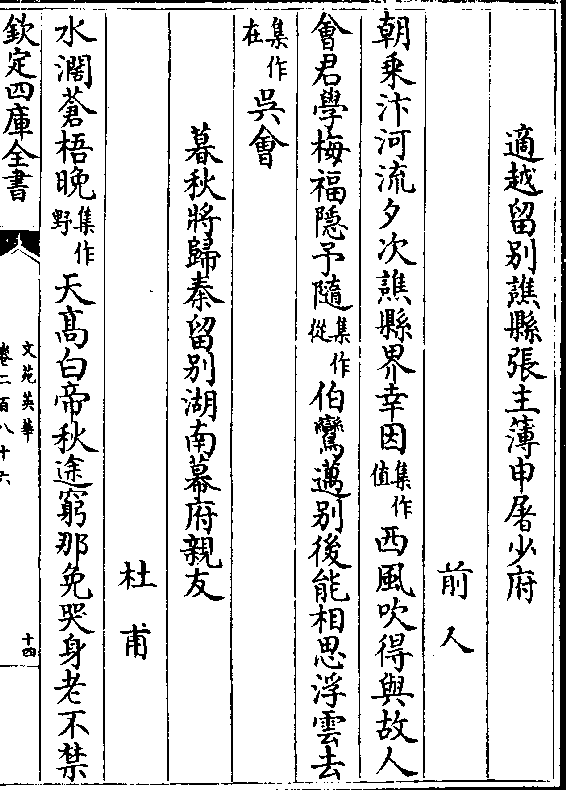 適越留別譙縣張主簿申屠少府
前人
朝乘汴河流夕次譙縣界幸因集作值西風吹得與故人
會君學梅福隱予隨集作從伯鸞邁別後能相思浮雲去
集作在吳會
暮秋將歸秦留別湖南幕府親友
杜甫
水濶蒼梧晚集作野天髙白帝秋途窮那免哭身老不禁
欽定四庫全書
文苑英華
卷二百八十六
十四